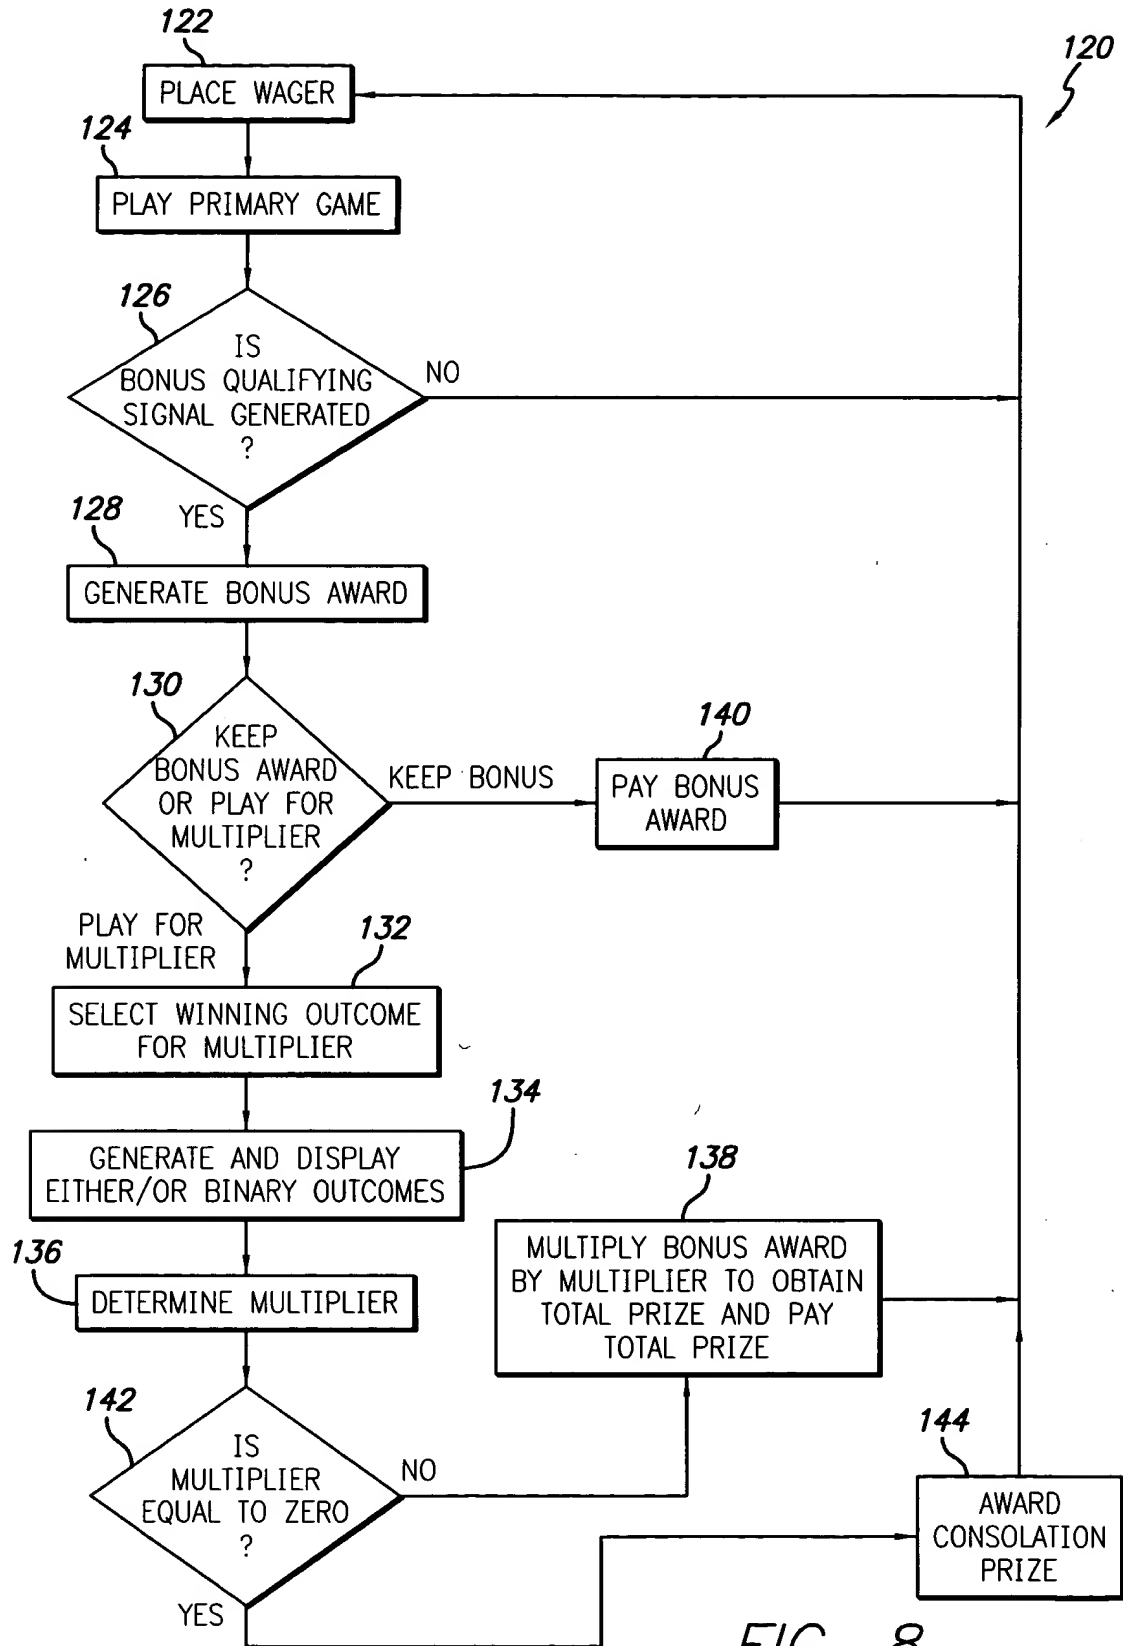 122
PLACE WAGER
120
124
PLAY PRIMARY GAME
126
IS
BONUS QUALIFYING
SIGNAL GENERATED
?
NO
YES
128
GENERATE BONUS AWARD
130
KEEP
BONUS AWARD
OR PLAY FOR
MULTIPLIER
?
KEEP BONUS
140
PAY BONUS
AWARD
PLAY FOR
MULTIPLIER
132
SELECT WINNING OUTCOME
FOR MULTIPLIER
134
GENERATE AND DISPLAY
EITHER/OR BINARY OUTCOMES
136
DETERMINE MULTIPLIER
138
MULTIPLY BONUS AWARD
BY MULTIPLIER TO OBTAIN
TOTAL PRIZE AND PAY
TOTAL PRIZE
142
IS
MULTIPLIER
EQUAL TO ZERO
?
NO
YES
144
AWARD
CONSOLATION
PRIZE
FIG. 8